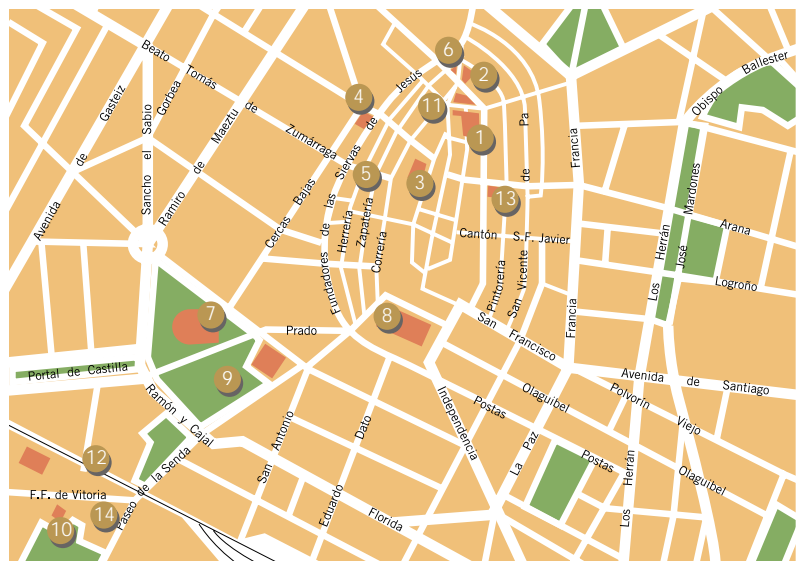 Beato Tomás de Zumárraga
Avenida de Gasteiz
Sancho el Sabio
Gorbea
Ramiro de Maeztu
Cercas Bajas
Fundadores de las Siervas de Jesús
Herrería
Zapatería
Correría
Cantón S.F. Javier
Pintorería
San Vicente de Pa
Francia
Francia
Obispo Ballester
Los Herrán
José Mardones
Arana
Logroño
Prado
San Francisco
Portal de Castilla
Ramón y Cajal
Paseo de la Senda
F.F. de Vitoria
San Antonio
Eduardo Dato
Florida
Independencia
Postas
Postas
La Paz
Olaguibel
Olaguibel
Polvorín Viejo
Avenida de Santiago
Los Herrán
1
2
3
4
5
6
7
8
9
10
11
12
13
14